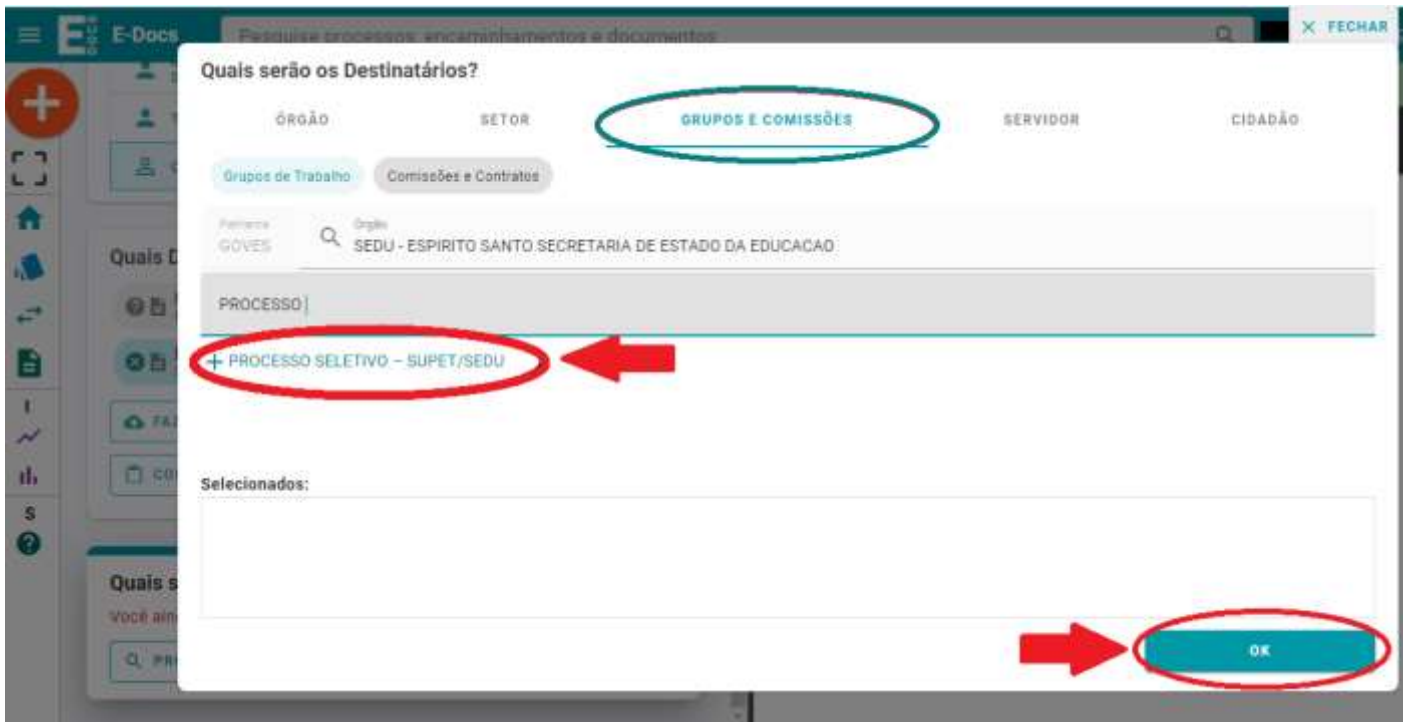 E-Docs
Pesquise processos, encaminhamentos e documentos
FECHAR
Quais serão os Destinatários?
ÓRGÃO
SETOR
GRUPOS E COMISSÕES
SERVIDOR
CIDADÃO
Grupos de Trabalho
Comissões e Contratos
GOVES
Órgão
SEDU - ESPIRITO SANTO SECRETARIA DE ESTADO DA EDUCACAO
Quais D
PROCESSO
+ PROCESSO SELETIVO – SUPET/SEDU
I
FAZ
Selecionados:
S
Quais s
Você ain
OK